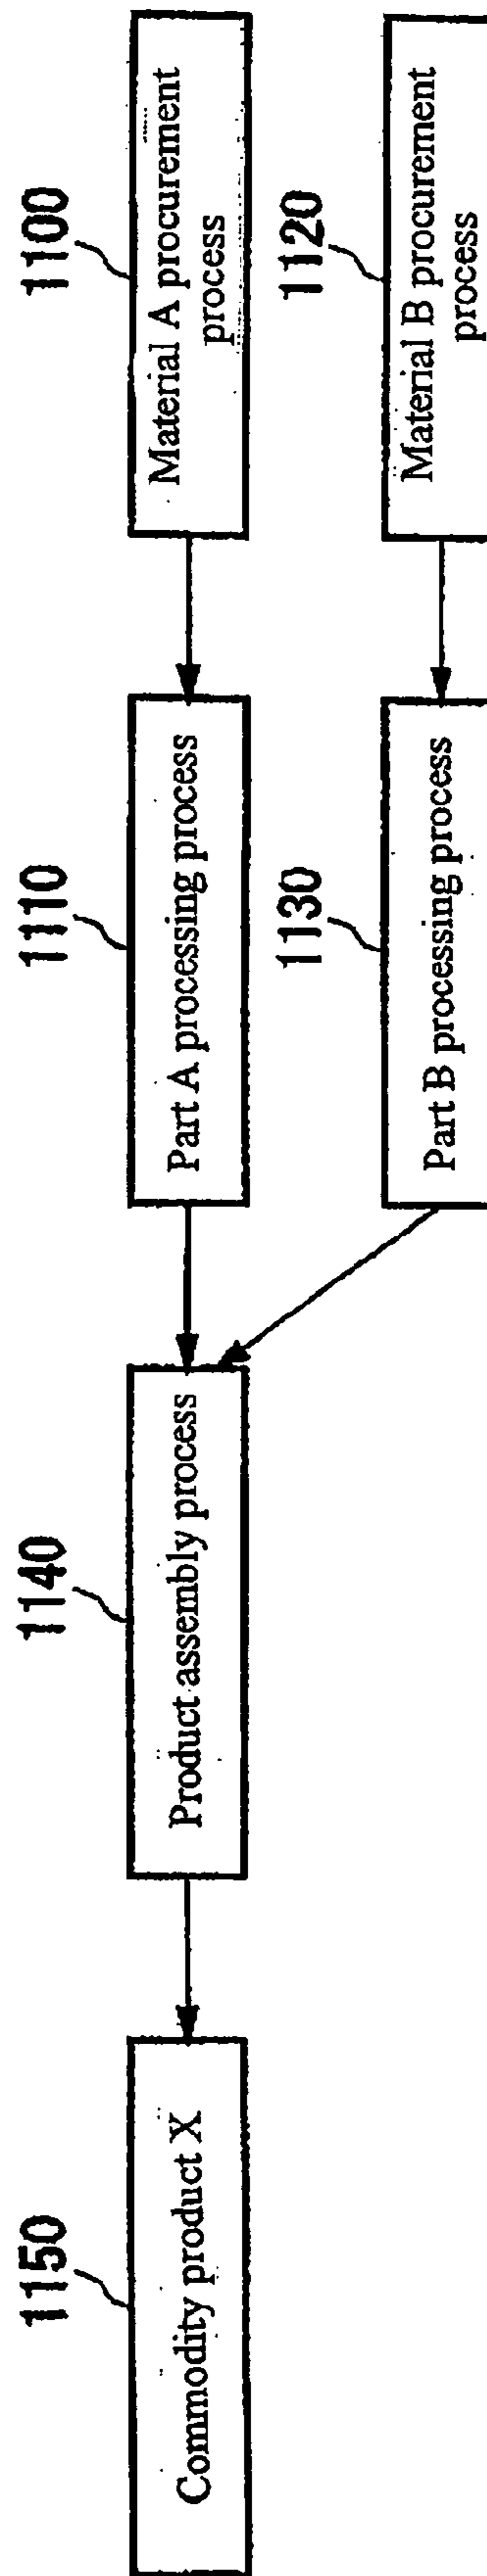 1150
Commodity product X
1140
Product assembly process
1110
Part A processing process
1100
Material A procurement
process
1130
Part B processing process
1120
Material B procurement
process